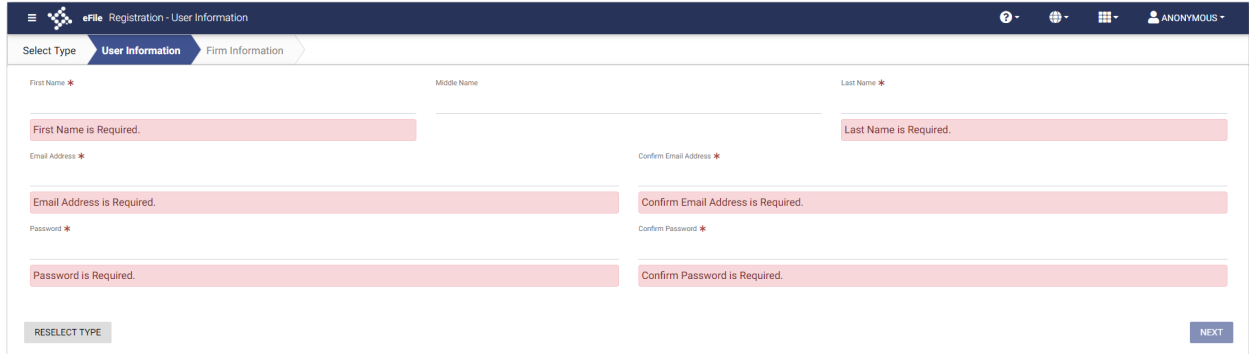 eFile Registration - User Information
ANONYMOUS
Select Type User Information Firm Information
First Name * Middle Name Last Name *
First Name is Required. Last Name is Required.
Email Address * Confirm Email Address *
Email Address is Required. Confirm Email Address is Required.
Password * Confirm Password *
Password is Required. Confirm Password is Required.
RESELECT TYPE NEXT